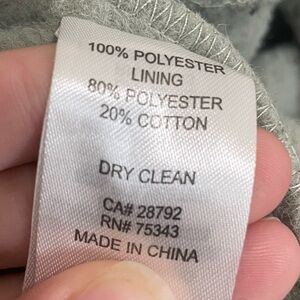 100% POLYESTER
LINING
80% POLYESTER
20% COTTON
DRY CLEAN
CA# 28792
RN# 75343
MADE IN CHINA